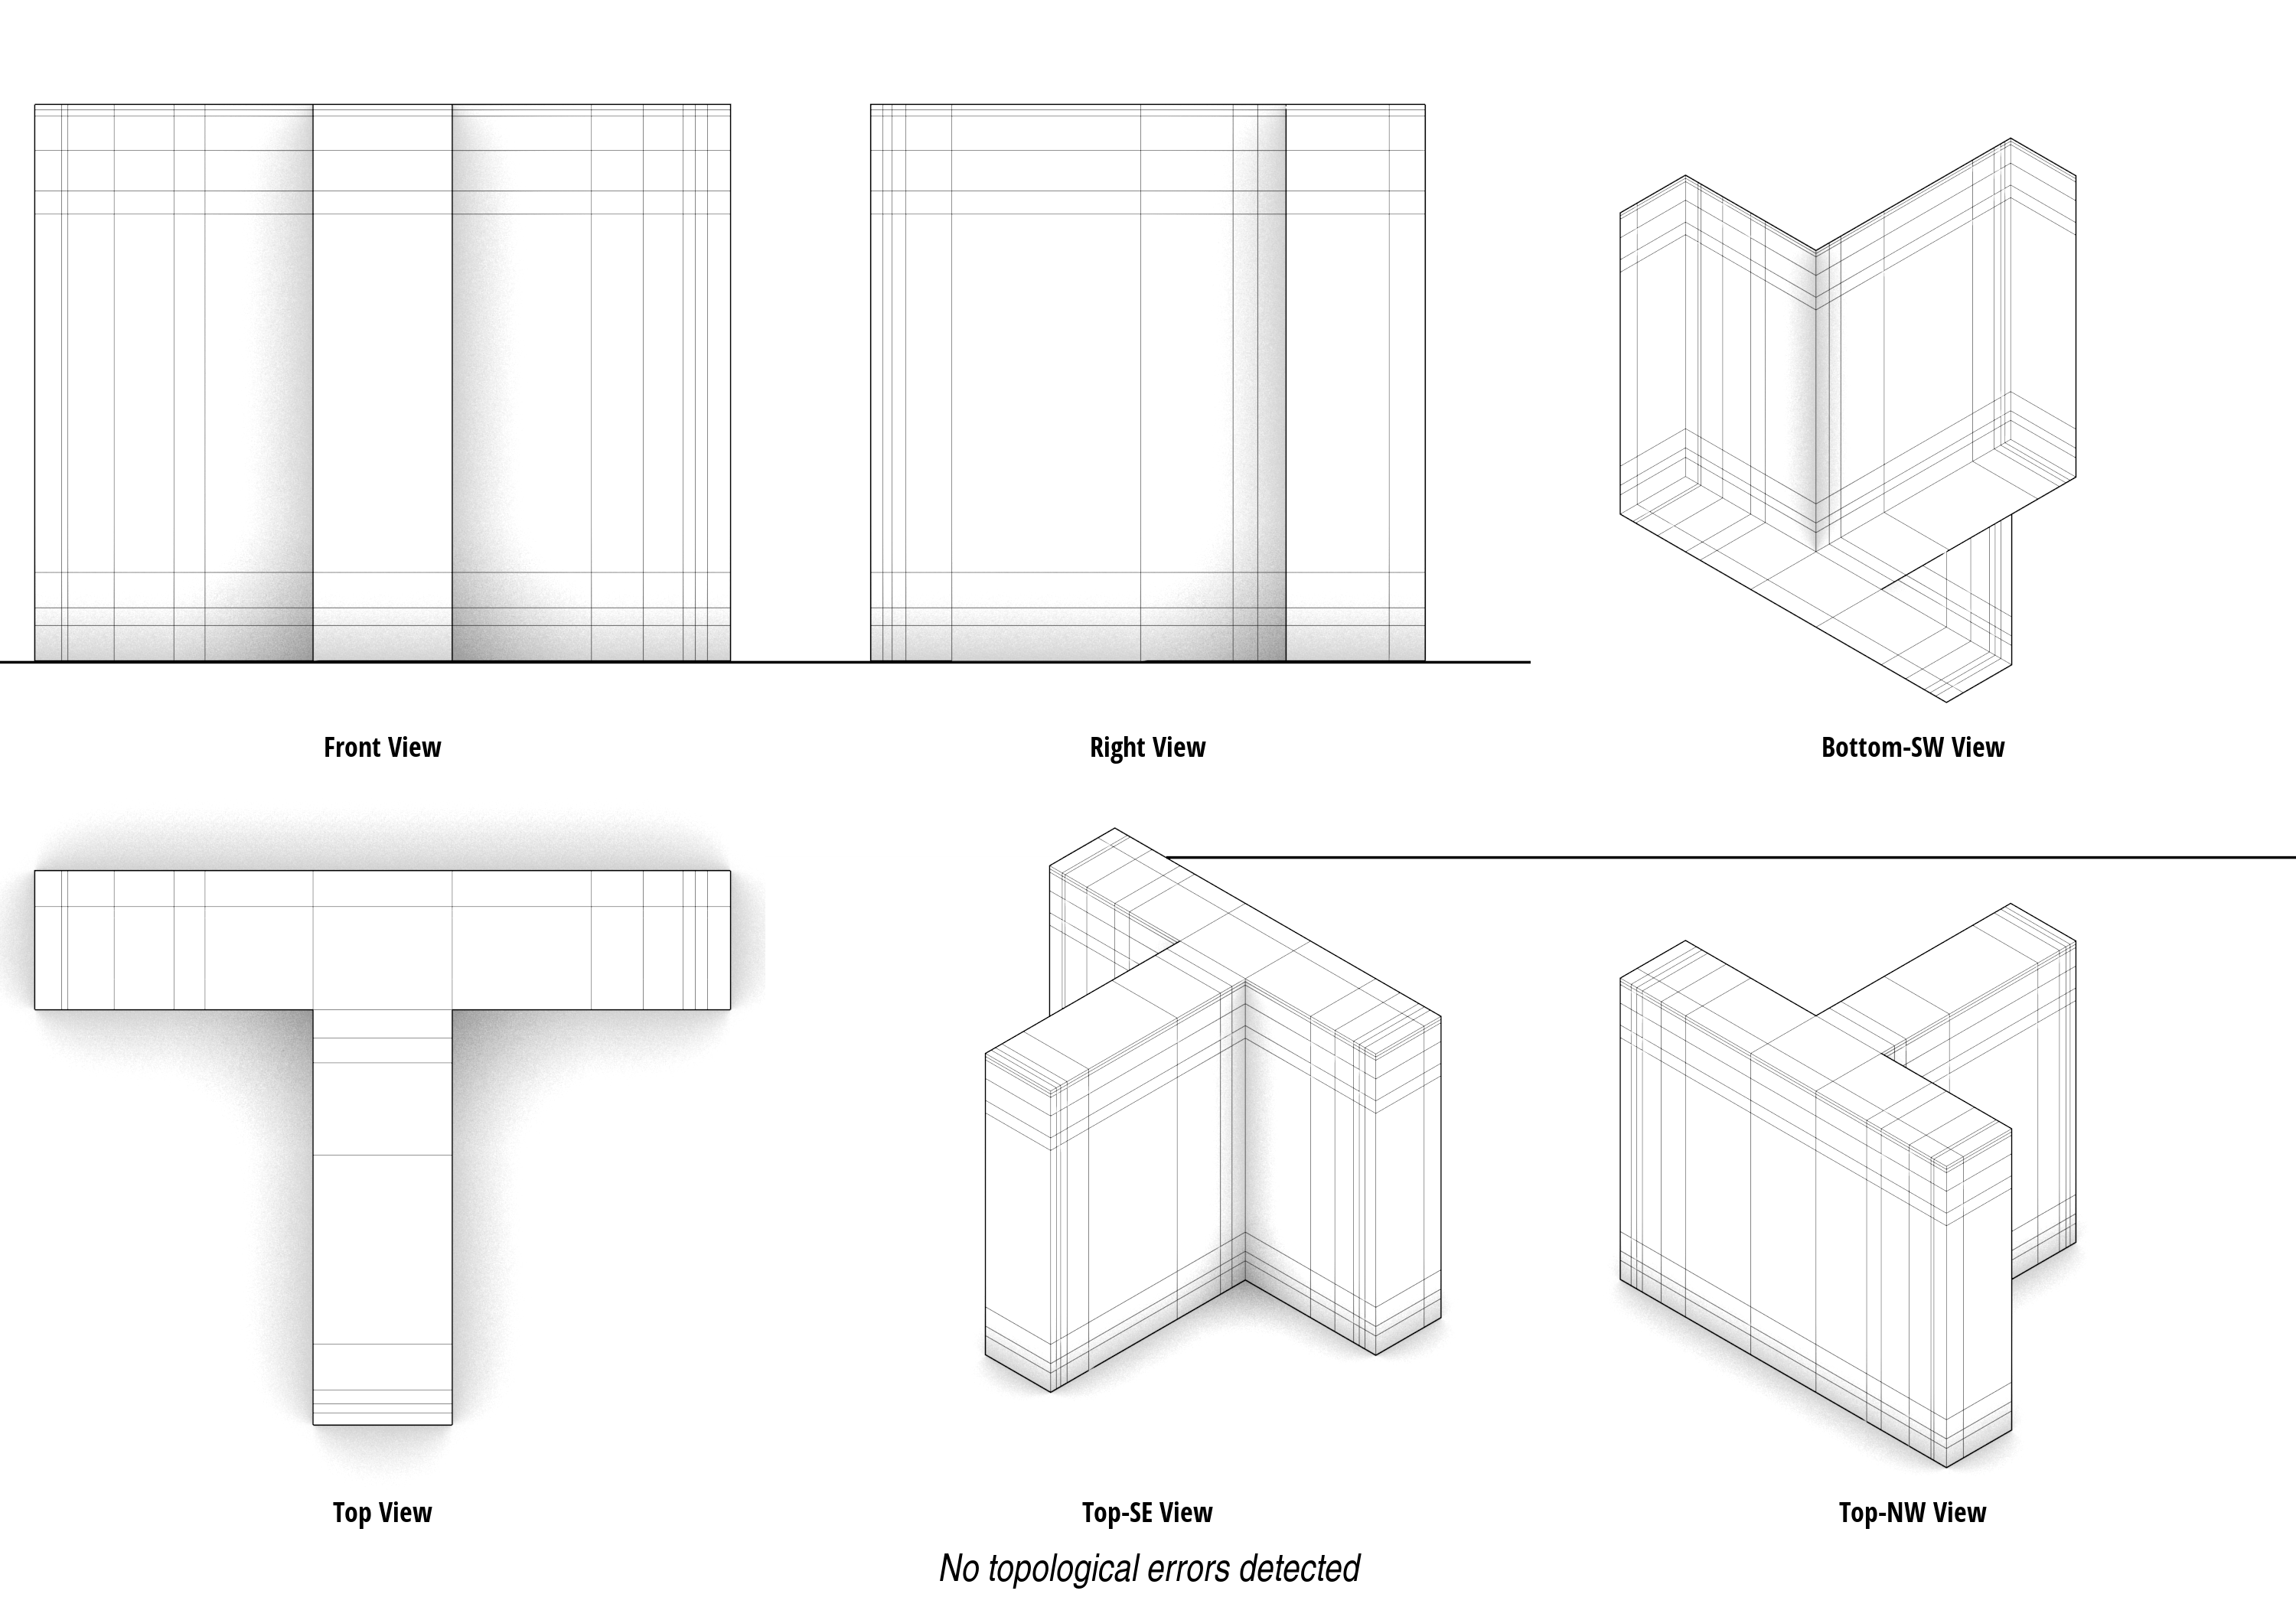 Front View
Right View
Bottom-SW View
Top View
Top-SE View
Top-NW View
No topological errors detected